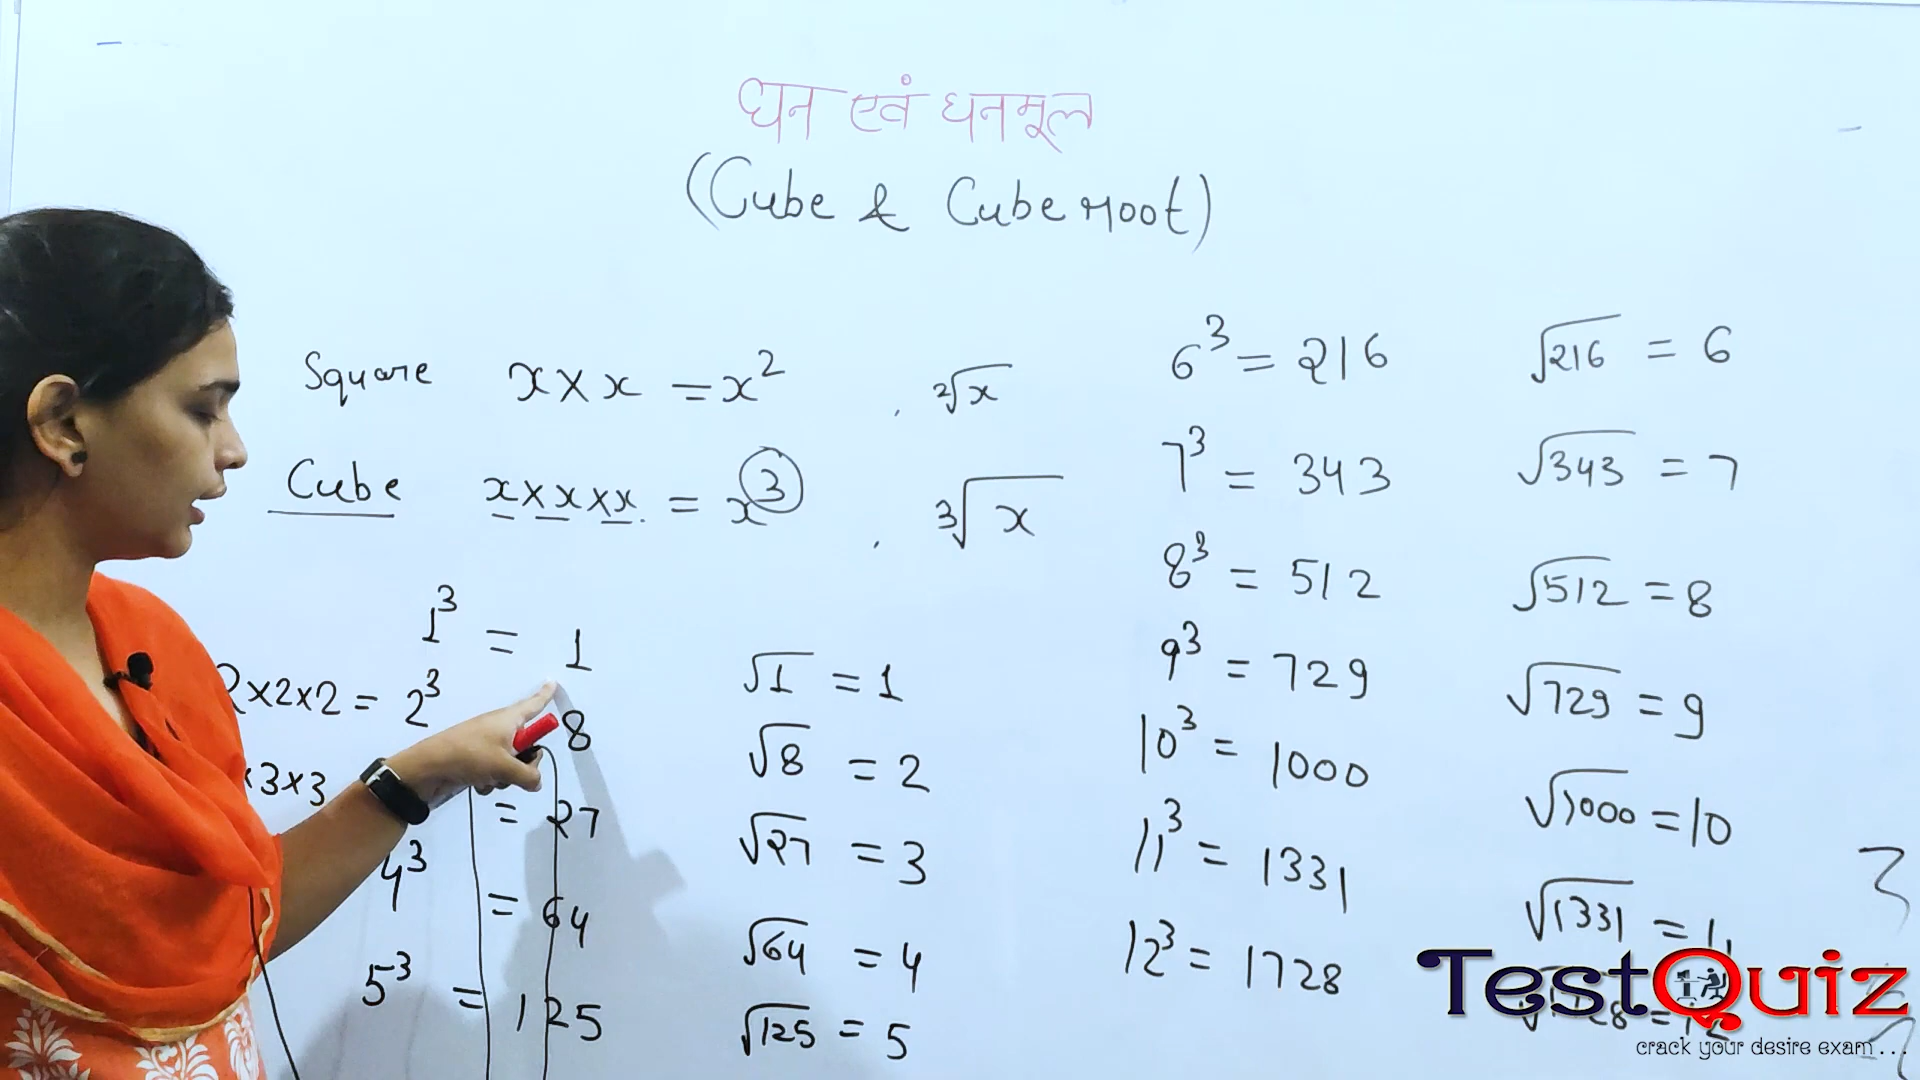 घन एवं घनमूल
(Cube & Cube root)
Square x × x = x² , ²√x
Cube x × x × x. = x³ , ³√x
1³ = 1
2×2×2 = 2³ 8
×3×3 = 27
4³ = 64
5³ = 125
√1 = 1
√8 = 2
√27 = 3
√64 = 4
√125 = 5
6³ = 216
7³ = 343
8³ = 512
9³ = 729
10³ = 1000
11³ = 1331
12³ = 1728
√216 = 6
√343 = 7
√512 = 8
√729 = 9
√1000 = 10
√1331 = 1
3
TestQuiz
crack your desire exam . . .